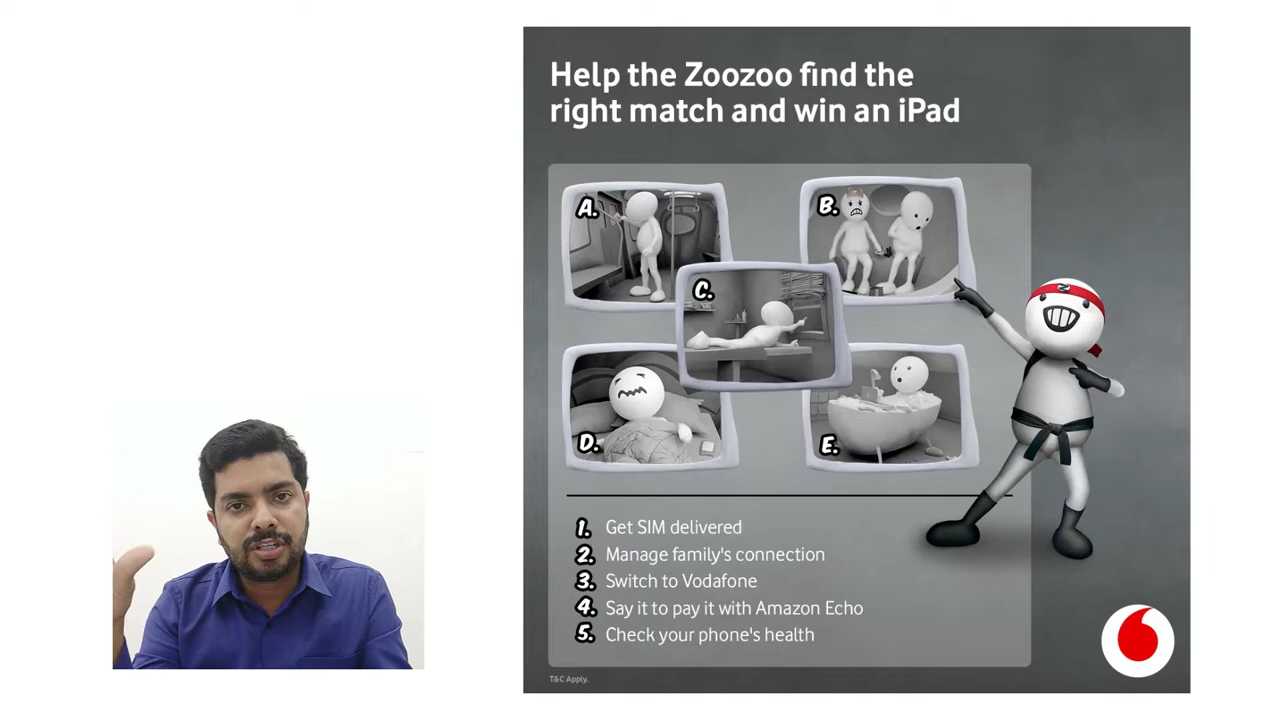 Help the Zoozoo find the
right match and win an iPad
A.
B.
C.
D.
E.
1. Get SIM delivered
2. Manage family's connection
3. Switch to Vodafone
4. Say it to pay it with Amazon Echo
5. Check your phone's health
T&C Apply.